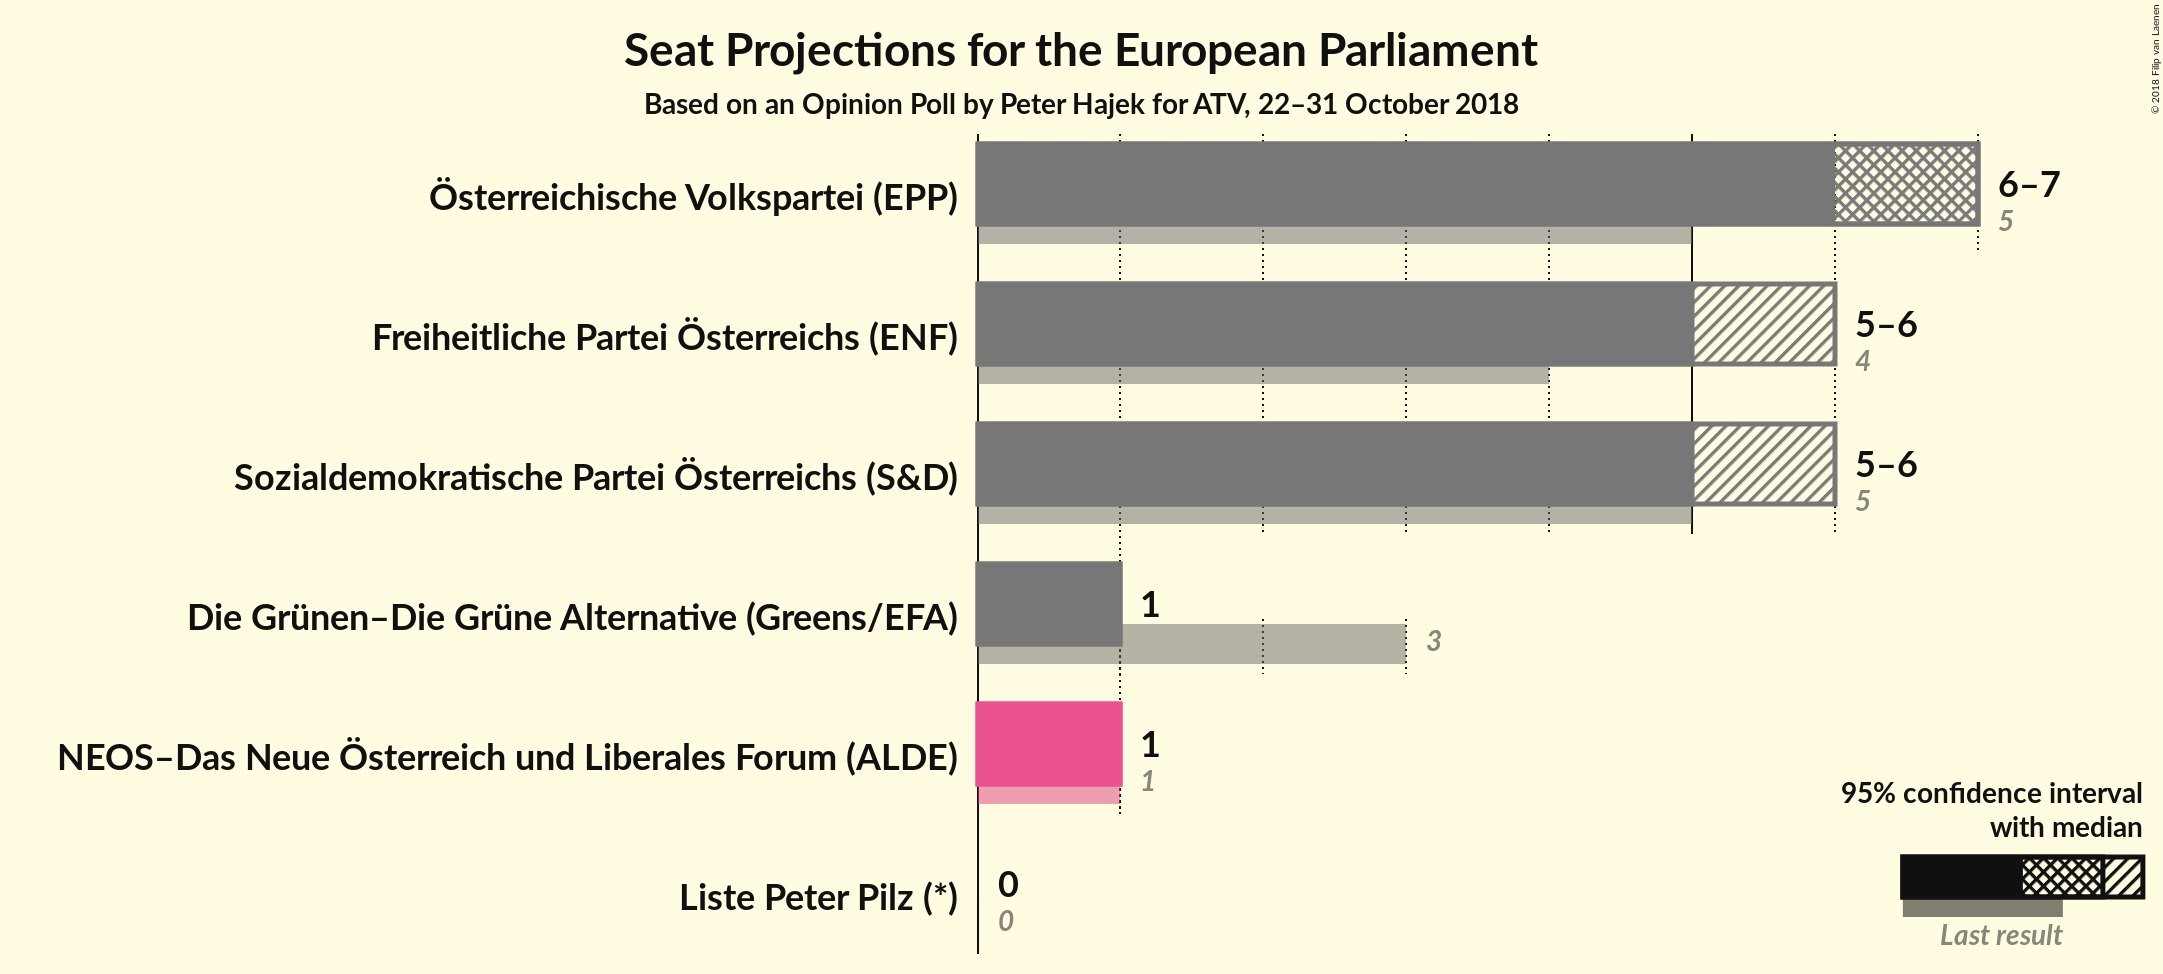 Seat Projections for the European Parliament
Based on an Opinion Poll by Peter Hajek for ATV, 22–31 October 2018
© 2018 Filip van Laenen
Österreichische Volkspartei (EPP)
6–7
5
Freiheitliche Partei Österreichs (ENF)
5–6
4
Sozialdemokratische Partei Österreichs (S&D)
5–6
5
Die Grünen–Die Grüne Alternative (Greens/EFA)
1
3
NEOS–Das Neue Österreich und Liberales Forum (ALDE)
1
1
Liste Peter Pilz (*)
0
0
95% confidence interval
with median
Last result